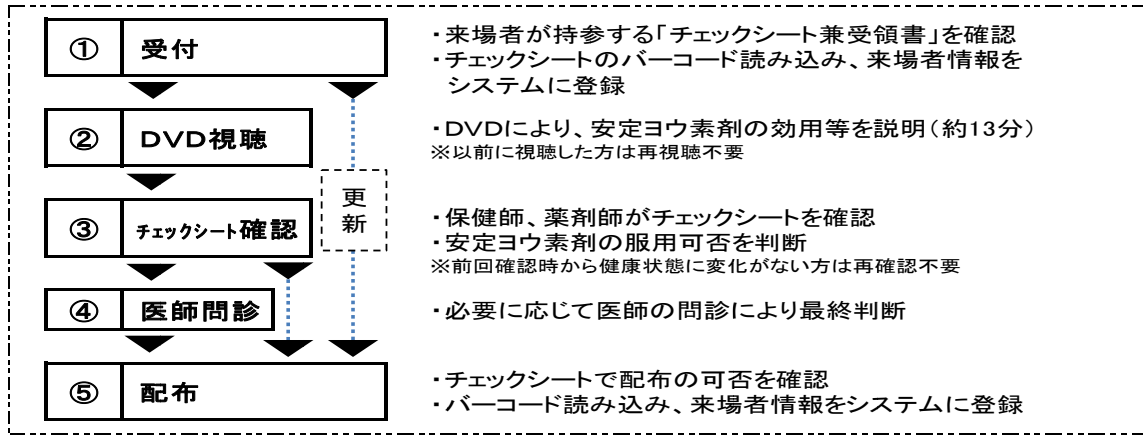 ① 受付
・来場者が持参する「チェックシート兼受領書」を確認
・チェックシートのバーコード読み込み、来場者情報を
システムに登録
② DVD視聴
・DVDにより、安定ヨウ素剤の効用等を説明（約13分）
※以前に視聴した方は再視聴不要
更新
③ チェックシート確認
・保健師、薬剤師がチェックシートを確認
・安定ヨウ素剤の服用可否を判断
※前回確認時から健康状態に変化がない方は再確認不要
④ 医師問診
・必要に応じて医師の問診により最終判断
⑤ 配布
・チェックシートで配布の可否を確認
・バーコード読み込み、来場者情報をシステムに登録